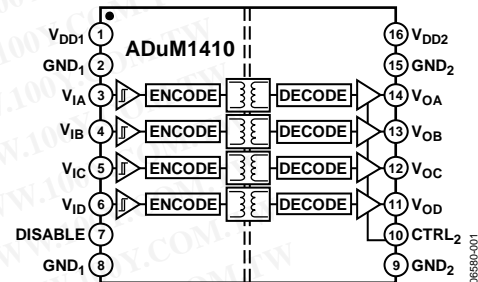 ADuM1410
VDD1 1
GND1 2
VIA 3
VIB 4
VIC 5
VID 6
DISABLE 7
GND1 8
ENCODE DECODE
ENCODE DECODE
ENCODE DECODE
ENCODE DECODE
16 VDD2
15 GND2
14 VOA
13 VOB
12 VOC
11 VOD
10 CTRL2
9 GND2
06580-001